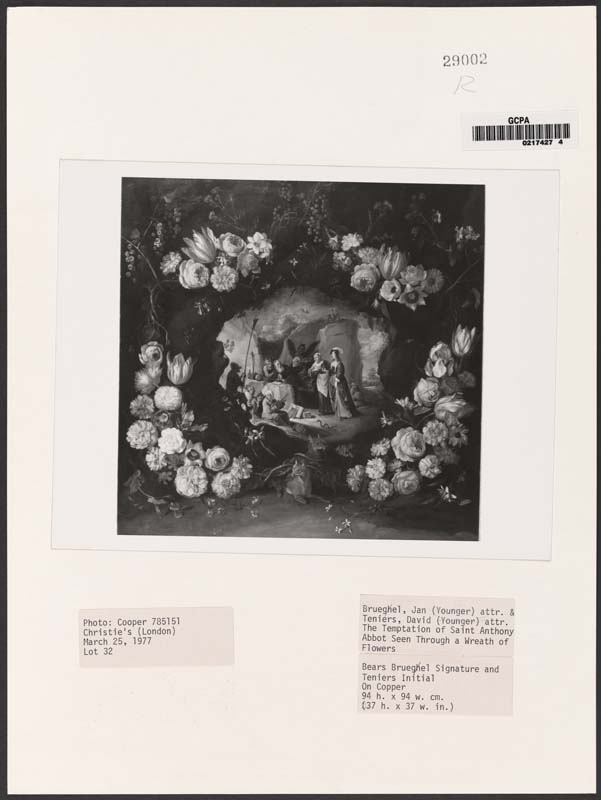 29002
R
GCPA
0217427 4
Photo: Cooper 785151
Christie's (London)
March 25, 1977
Lot 32
Brueghel, Jan (Younger) attr. &
Teniers, David (Younger) attr.
The Temptation of Saint Anthony
Abbot Seen Through a Wreath of
Flowers
Bears Brueghel Signature and
Teniers Initial
On Copper
94 h. x 94 w. cm.
(37 h. x 37 w. in.)